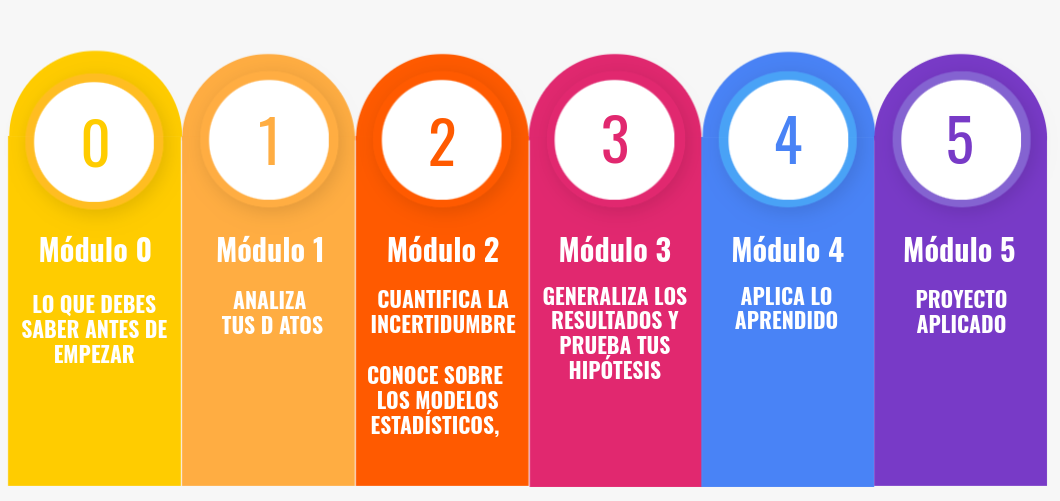 0
Módulo 0
LO QUE DEBES
SABER ANTES DE
EMPEZAR
1
Módulo 1
ANALIZA
TUS D ATOS
2
Módulo 2
CUANTIFICA LA
INCERTIDUMBRE
CONOCE SOBRE
LOS MODELOS
ESTADÍSTICOS,
3
Módulo 3
GENERALIZA LOS
RESULTADOS Y
PRUEBA TUS
HIPÓTESIS
4
Módulo 4
APLICA LO
APRENDIDO
5
Módulo 5
PROYECTO
APLICADO